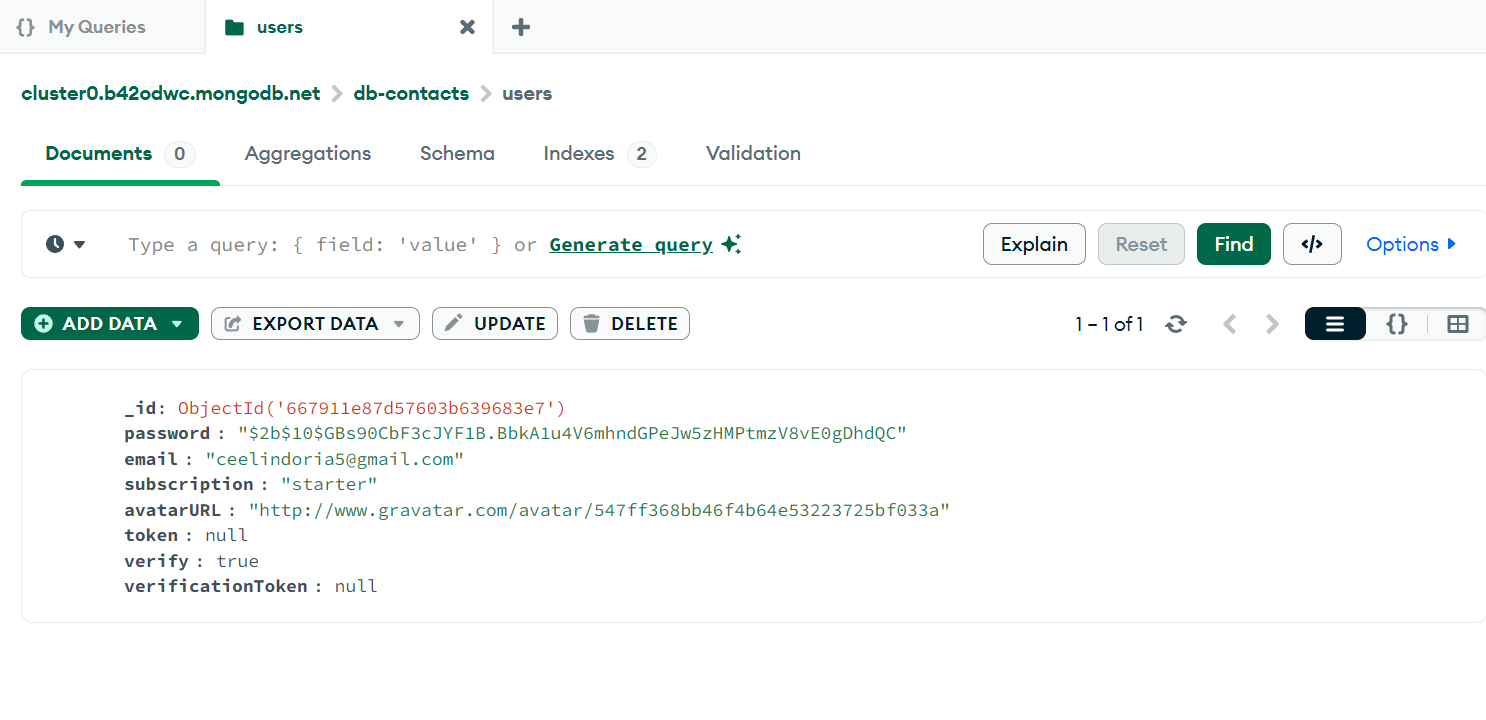 {} My Queries users
cluster0.b42odwc.mongodb.net > db-contacts > users
Documents 0 Aggregations Schema Indexes 2 Validation
Type a query: { field: 'value' } or Generate query Explain Reset Find </> Options
ADD DATA EXPORT DATA UPDATE DELETE 1 – 1 of 1 {}
_id: ObjectId('667911e87d57603b639683e7')
password : "$2b$10$GBs90CbF3cJYF1B.BbkA1u4V6mhndGPeJw5zHMPtmzV8vE0gDhdQC"
email : "ceelindoria5@gmail.com"
subscription : "starter"
avatarURL : "http://www.gravatar.com/avatar/547ff368bb46f4b64e53223725bf033a"
token : null
verify : true
verificationToken : null